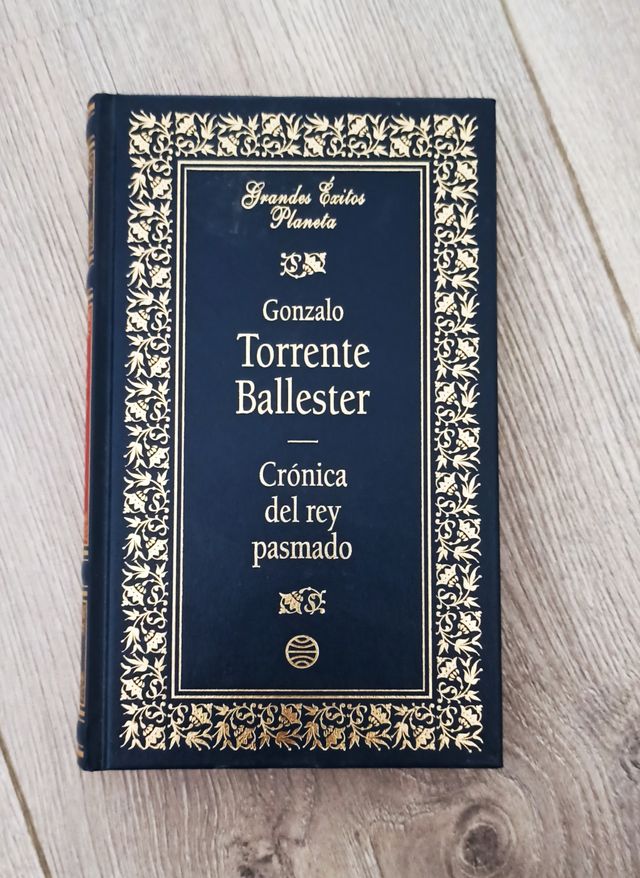 Grandes Éxitos
Planeta
Gonzalo
Torrente
Ballester
Crónica
del rey
pasmado